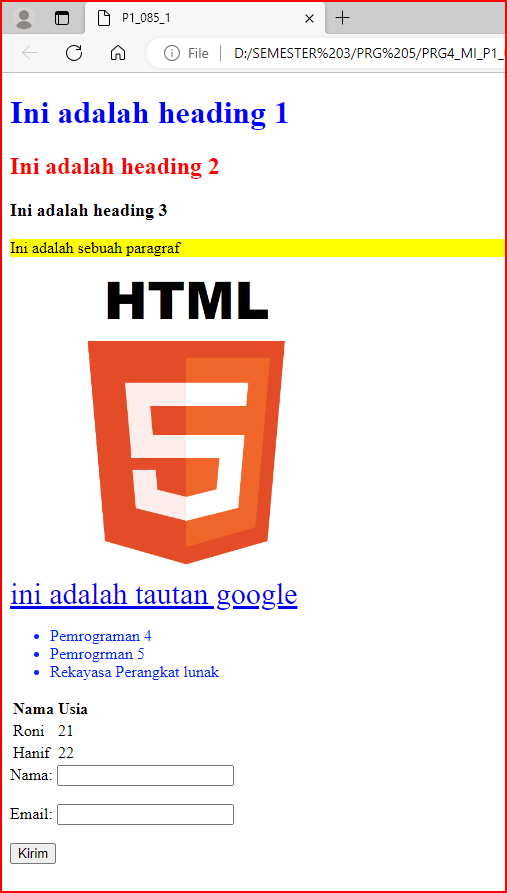 P1_085_1
File D:/SEMESTER%203/PRG%205/PRG4_MI_P1_
Ini adalah heading 1
Ini adalah heading 2
Ini adalah heading 3
Ini adalah sebuah paragraf
HTML
5
ini adalah tautan google
Pemrograman 4
Pemrogrman 5
Rekayasa Perangkat lunak
Nama Usia
Roni 21
Hanif 22
Nama:
Email:
Kirim